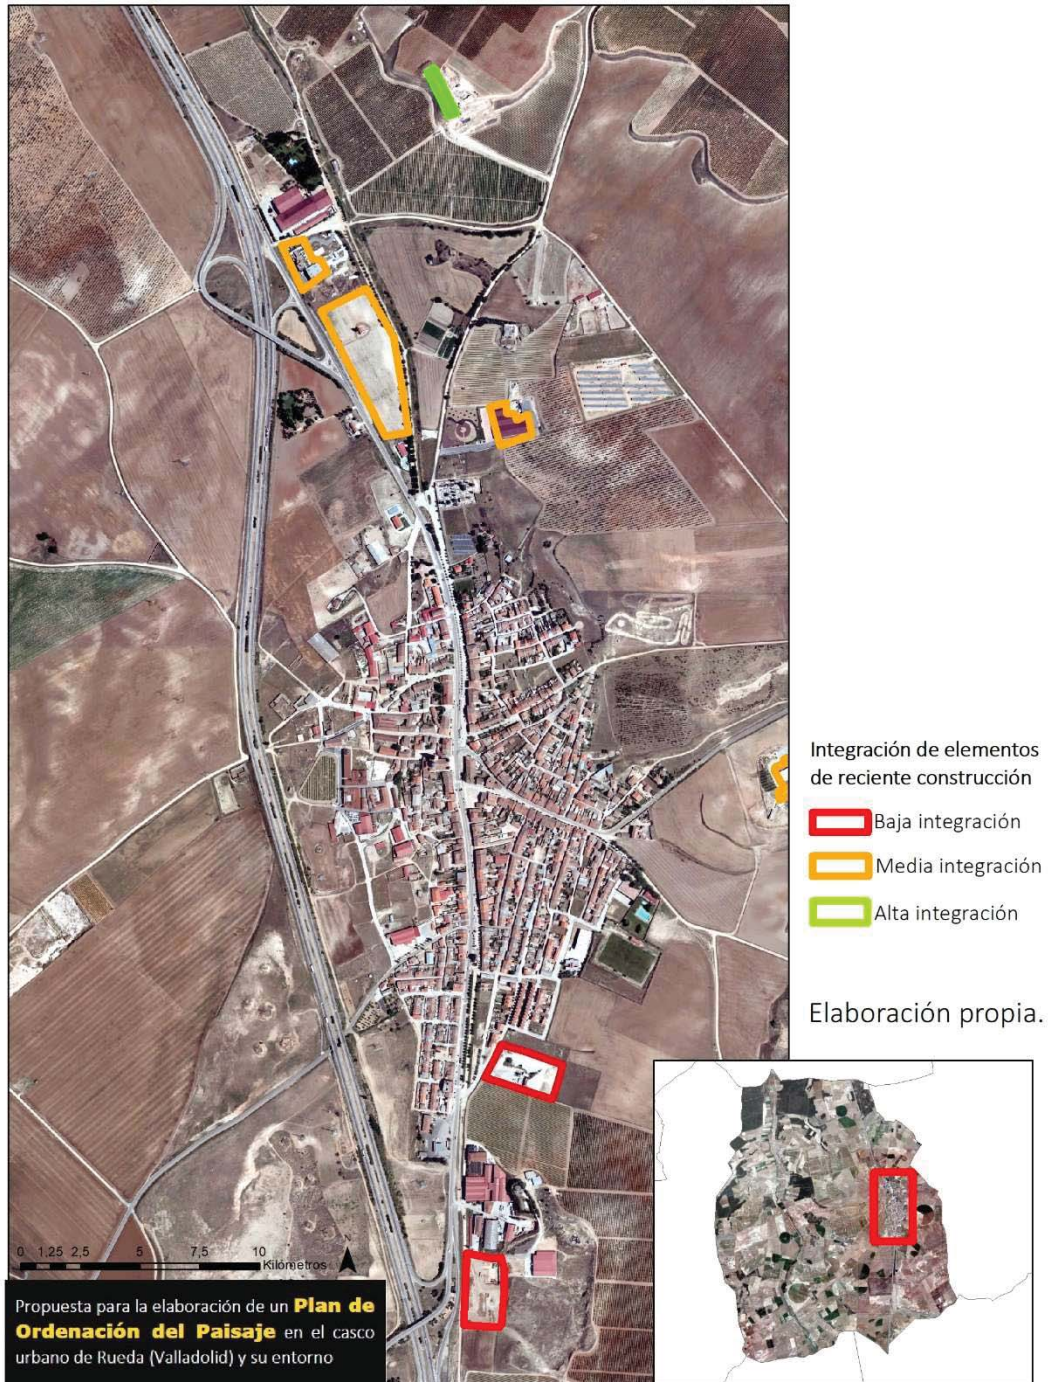 Integración de elementos
de reciente construcción
Baja integración
Media integración
Alta integración
Elaboración propia.
0 1,25 2,5 5 7,5 10
Kilómetros
Propuesta para la elaboración de un Plan de
Ordenación del Paisaje en el casco
urbano de Rueda (Valladolid) y su entorno